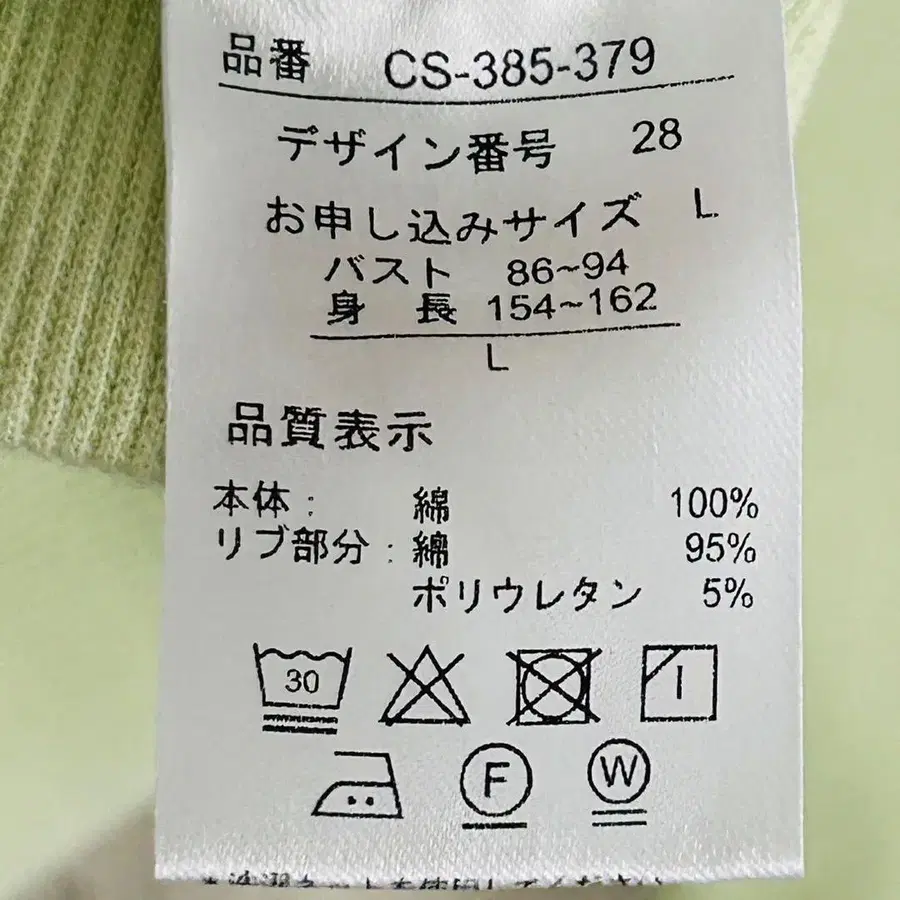 品番 CS-385-379
デザイン番号 28
お申し込みサイズ L
バスト 86~94
身 長 154~162
L
品質表示
本体: 綿 100%
リブ部分:綿 95%
ポリウレタン 5%
30
F W